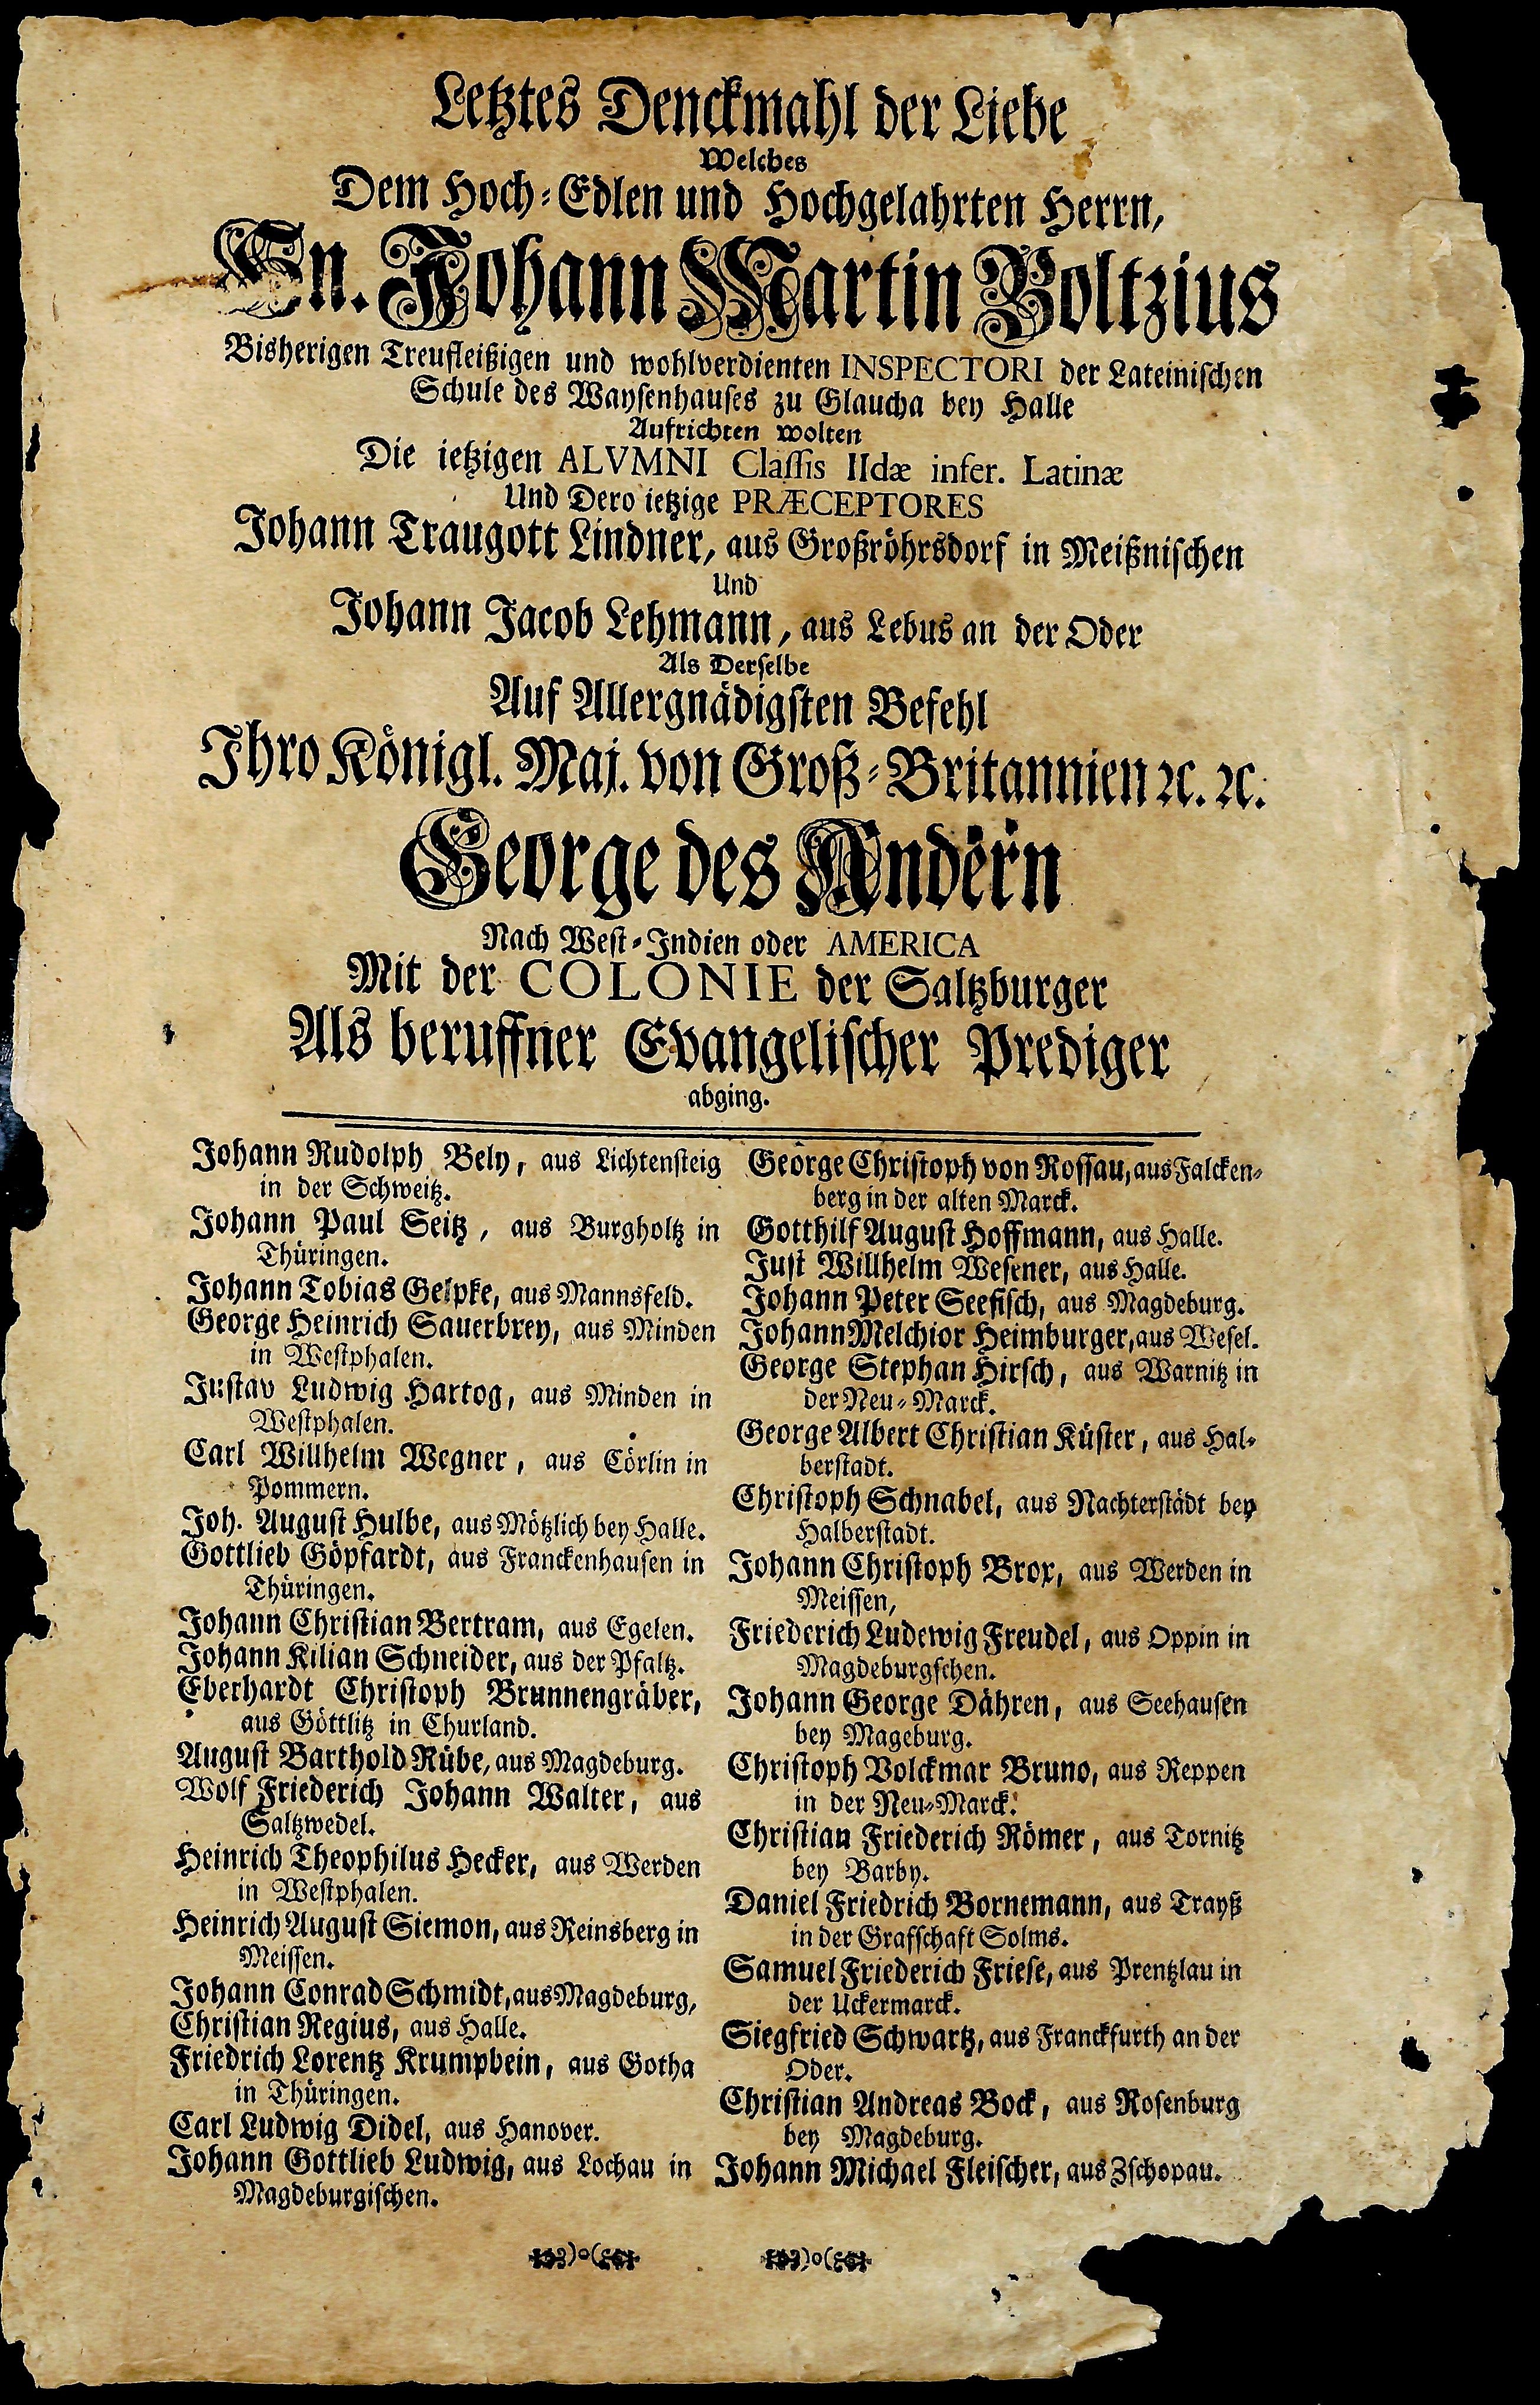 Letztes Denckmahl der Liebe
Welches
Dem Hoch-Edlen und Hochgelahrten Herrn,
Hn. Johann Martin Boltzius
Bisherigen Treufleißigen und wohlverdienten INSPECTORI der Lateinischen
Schule des Waysenhauses zu Glaucha bey Halle
Aufrichten wolten
Die ietzigen ALVMNI Classis IIdæ infer. Latinæ
Und Dero ietzige PRÆCEPTORES
Johann Traugott Lindner, aus Großröhrsdorf in Meißnischen
Und
Johann Jacob Lehmann, aus Lebus an der Oder
Als Derselbe
Auf Allergnädigsten Befehl
Ihro Königl. Maj. von Groß-Britannien ꝛc. ꝛc.
George des Andern
Nach West-Indien oder AMERICA
Mit der COLONIE der Saltzburger
Als beruffner Evangelischer Prediger
abging.
Johann Rudolph Bely, aus Lichtensteig
in der Schweitz.
Johann Paul Seitz, aus Burgholtz in
Thüringen.
Johann Tobias Gelpke, aus Mannsfeld.
George Heinrich Sauerbrey, aus Minden
in Westphalen.
Justav Ludwig Hartog, aus Minden in
Westphalen.
Carl Willhelm Wegner, aus Cörlin in
Pommern.
Joh. August Hulbe, aus Mötzlich bey Halle.
Gottlieb Göpfardt, aus Franckenhausen in
Thüringen.
Johann Christian Bertram, aus Egelen.
Johann Kilian Schneider, aus der Pfaltz.
Eberhardt Christoph Brunnengräber,
aus Göttlitz in Churland.
August Barthold Rübe, aus Magdeburg.
Wolf Friederich Johann Walter, aus
Saltzwedel.
Heinrich Theophilus Hecker, aus Werden
in Westphalen.
Heinrich August Siemon, aus Reinsberg in
Meissen.
Johann Conrad Schmidt, aus Magdeburg,
Christian Regius, aus Halle.
Friedrich Lorentz Krumpbein, aus Gotha
in Thüringen.
Carl Ludwig Didel, aus Hanover.
Johann Gottlieb Ludwig, aus Lochau in
Magdeburgischen.
George Christoph von Rossau, aus Falcken-
berg in der alten Marck.
Gotthilf August Hoffmann, aus Halle.
Just Willhelm Wesener, aus Halle.
Johann Peter Seefisch, aus Magdeburg.
Johann Melchior Heimburger, aus Wesel.
George Stephan Hirsch, aus Warnitz in
der Neu-Marck.
George Albert Christian Küster, aus Hal-
berstadt.
Christoph Schnabel, aus Nachterstädt bey
Halberstadt.
Johann Christoph Brox, aus Werden in
Meissen,
Friederich Ludewig Freudel, aus Oppin in
Magdeburgschen.
Johann George Dähren, aus Seehausen
bey Mageburg.
Christoph Volckmar Bruno, aus Reppen
in der Neu-Marck.
Christian Friederich Römer, aus Tornitz
bey Barby.
Daniel Friedrich Bornemann, aus Trayß
in der Grafschaft Solms.
Samuel Friederich Friese, aus Prentzlau in
der Uckermarck.
Siegfried Schwartz, aus Franckfurth an der
Oder.
Christian Andreas Bock, aus Rosenburg
bey Magdeburg.
Johann Michael Fleischer, aus Zschopau.